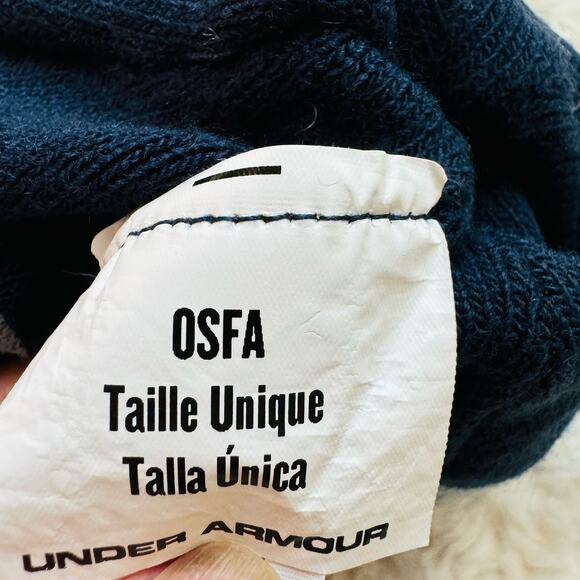 OSFA
Taille Unique
Talla Única
UNDER ARMOUR